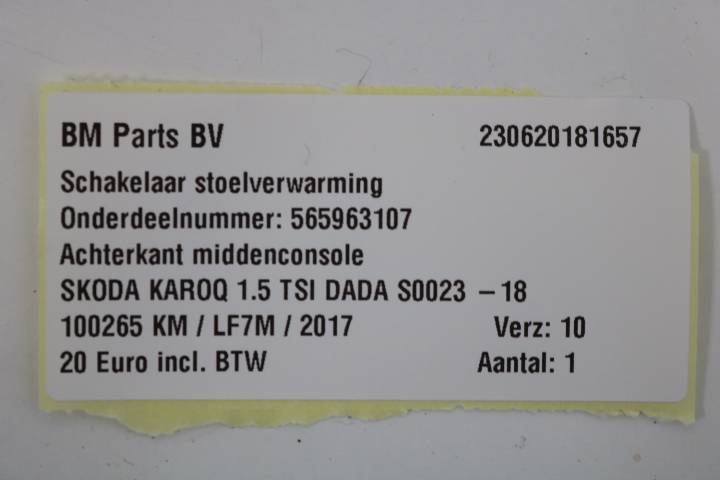 BM Parts BV 230620181657
Schakelaar stoelverwarming
Onderdeelnummer: 565963107
Achterkant middenconsole
SKODA KAROQ 1.5 TSI DADA S0023 – 18
100265 KM / LF7M / 2017 Verz: 10
20 Euro incl. BTW Aantal: 1